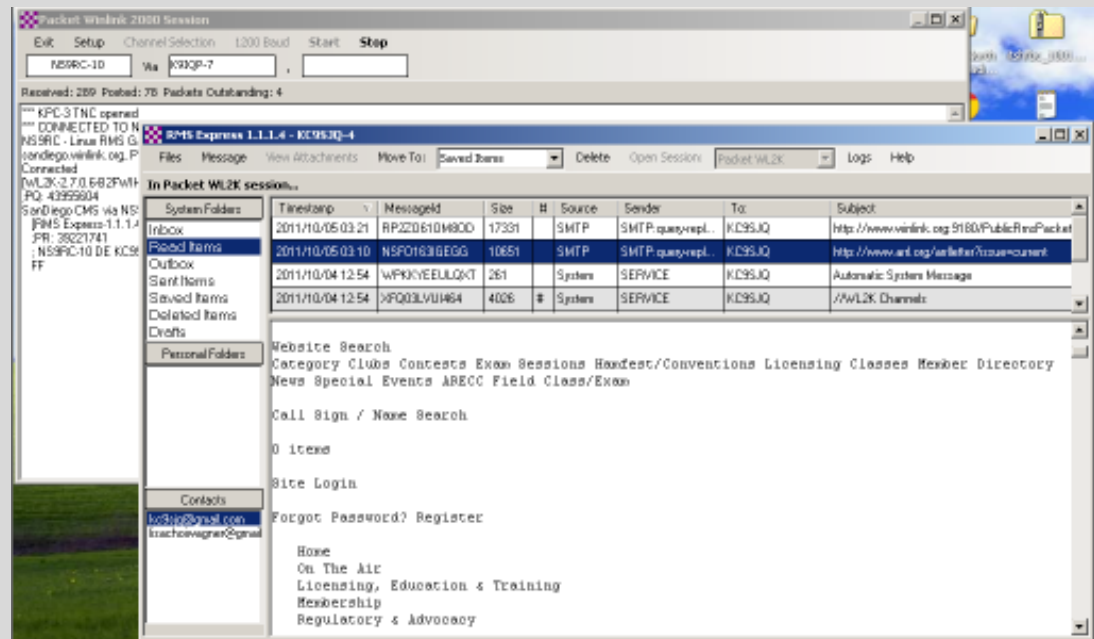 Packet Winlink 2000 Session
Exit Setup Channel Selection 1200 Baud Start Stop
NS9RC-10 Via K9IQP-7 ,
Received: 289 Posted: 78 Packets Outstanding: 4
*** KPC-3 TNC opened
*** CONNECTED TO N
NS9RC - Linux RMS G
sandiego.winlink.org, P
Connected
[WL2K-2.7.0.6-B2FWIH
;PQ: 43955604
SanDiego CMS via NS
[RMS Express-1.1.1.4
;PR: 39221741
; NS9RC-10 DE KC9S
FF
RMS Express 1.1.1.4 - KC9SJQ-4
Files Message View Attachments Move To: Saved Items Delete Open Session: Packet WL2K Logs Help
In Packet WL2K session...
System Folders
Inbox
Read Items
Outbox
Sent Items
Saved Items
Deleted Items
Drafts
Personal Folders
Contacts
kc9sjq@gmail.com
Timestamp MessageId Size # Source Sender To: Subject
2011/10/05 03:21 17331 SMTP SMTP:query-repl... KC9SJQ http://www.winlink.org:9180/PublicRmsPacket
2011/10/05 03:10 NSFO163IGEGG 10651 SMTP SMTP:query-repl... KC9SJQ http://www.arrl.org/arrlletter?issue=current
2011/10/04 12:54 WPKKYEEULQXT 261 System SERVICE KC9SJQ Automatic System Message
2011/10/04 12:54 XFQ03LVUI464 4026 # System SERVICE KC9SJQ //WL2K Channels
Website Search
Category Clubs Contests Exam Sessions Hamfest/Conventions Licensing Classes Member Directory
News Special Events ARECC Field Class/Exam
Call Sign / Name Search
0 items
Site Login
Forgot Password? Register
Home
On The Air
Licensing, Education & Training
Membership
Regulatory & Advocacy